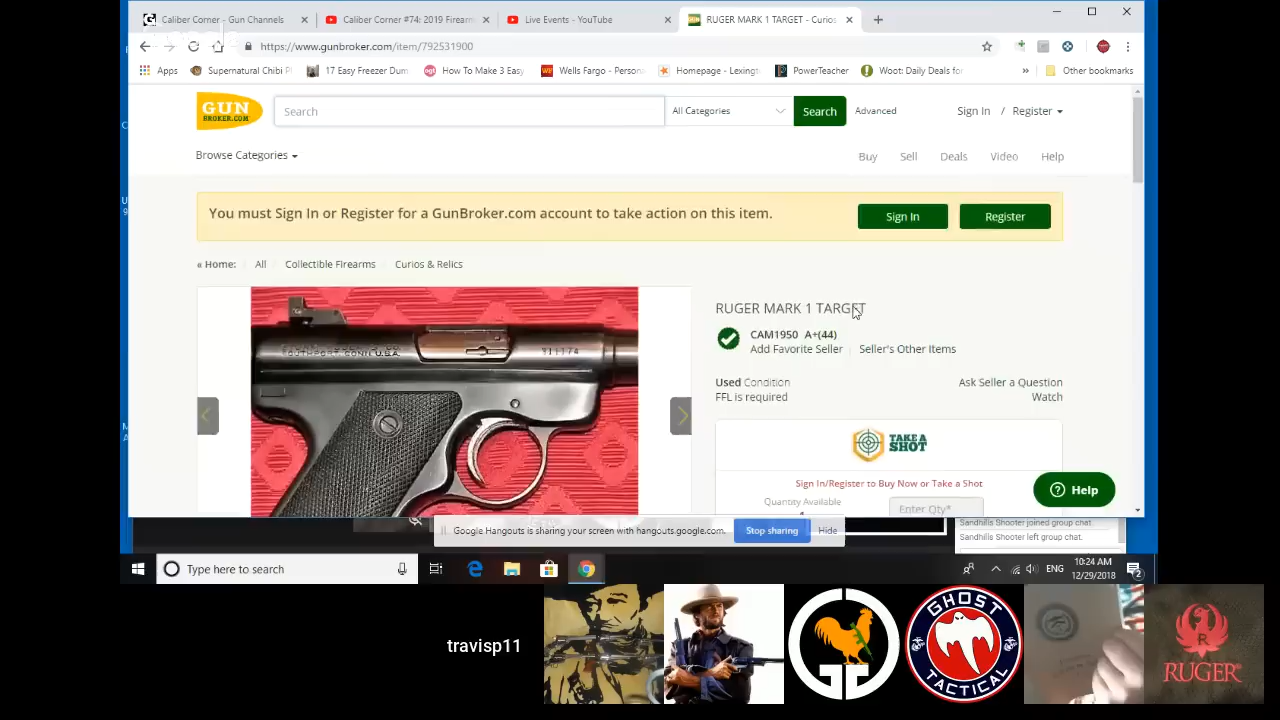 Caliber Corner - Gun Channels
Caliber Corner #74: 2019 Firearm
Live Events - YouTube
RUGER MARK 1 TARGET - Curios
https://www.gunbroker.com/item/792531900
Apps
Supernatural Chibi P
17 Easy Freezer Dum
How To Make 3 Easy
Wells Fargo - Person
Homepage - Lexingt
PowerTeacher
Woot: Daily Deals for
Other bookmarks
GUN
BROKER.COM
Search
All Categories
Search
Advanced
Sign In / Register
Browse Categories
Buy
Sell
Deals
Video
Help
You must Sign In or Register for a GunBroker.com account to take action on this item.
Sign In
Register
« Home:
All
Collectible Firearms
Curios & Relics
RUGER MARK 1 TARGET
CAM1950 A+(44)
Add Favorite Seller
Seller's Other Items
Used Condition
Ask Seller a Question
FFL is required
Watch
SOUTHPORT, CONN. U.S.A.
TAKE A
SHOT
Sign In/Register to Buy Now or Take a Shot
Quantity Available
Enter Qty*
Help
Google Hangouts is sharing your screen with hangouts.google.com.
Stop sharing
Hide
Sandhills Shooter joined group chat.
Sandhills Shooter left group chat.
Type here to search
ENG
10:24 AM
12/29/2018
2
travisp11
GHOST
TACTICAL
R
RUGER®